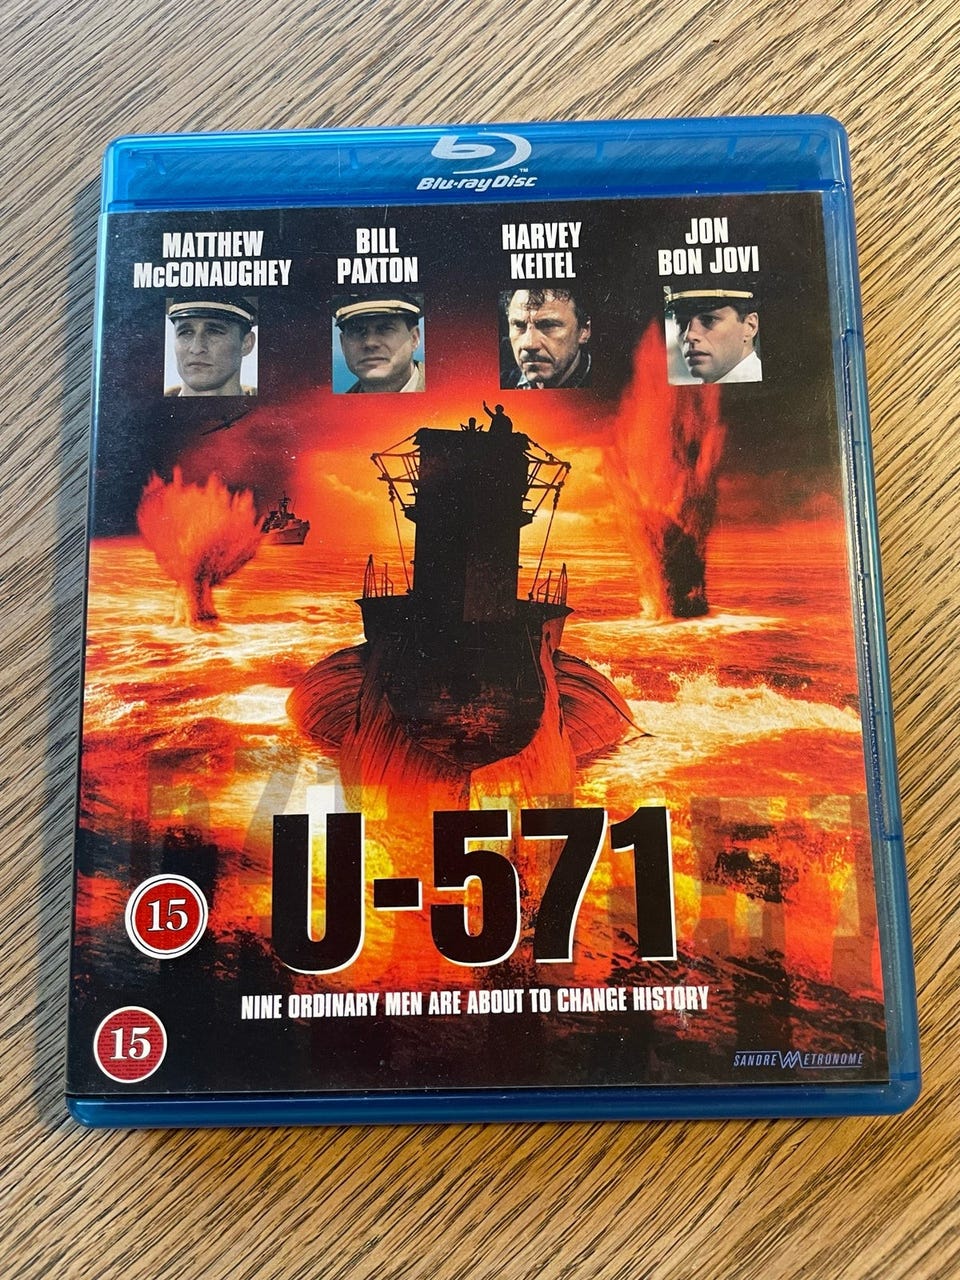 Blu-ray Disc
MATTHEW
McCONAUGHEY
BILL
PAXTON
HARVEY
KEITEL
JON
BON JOVI
U-571
15
NINE ORDINARY MEN ARE ABOUT TO CHANGE HISTORY
15
SANDREW METRONOME